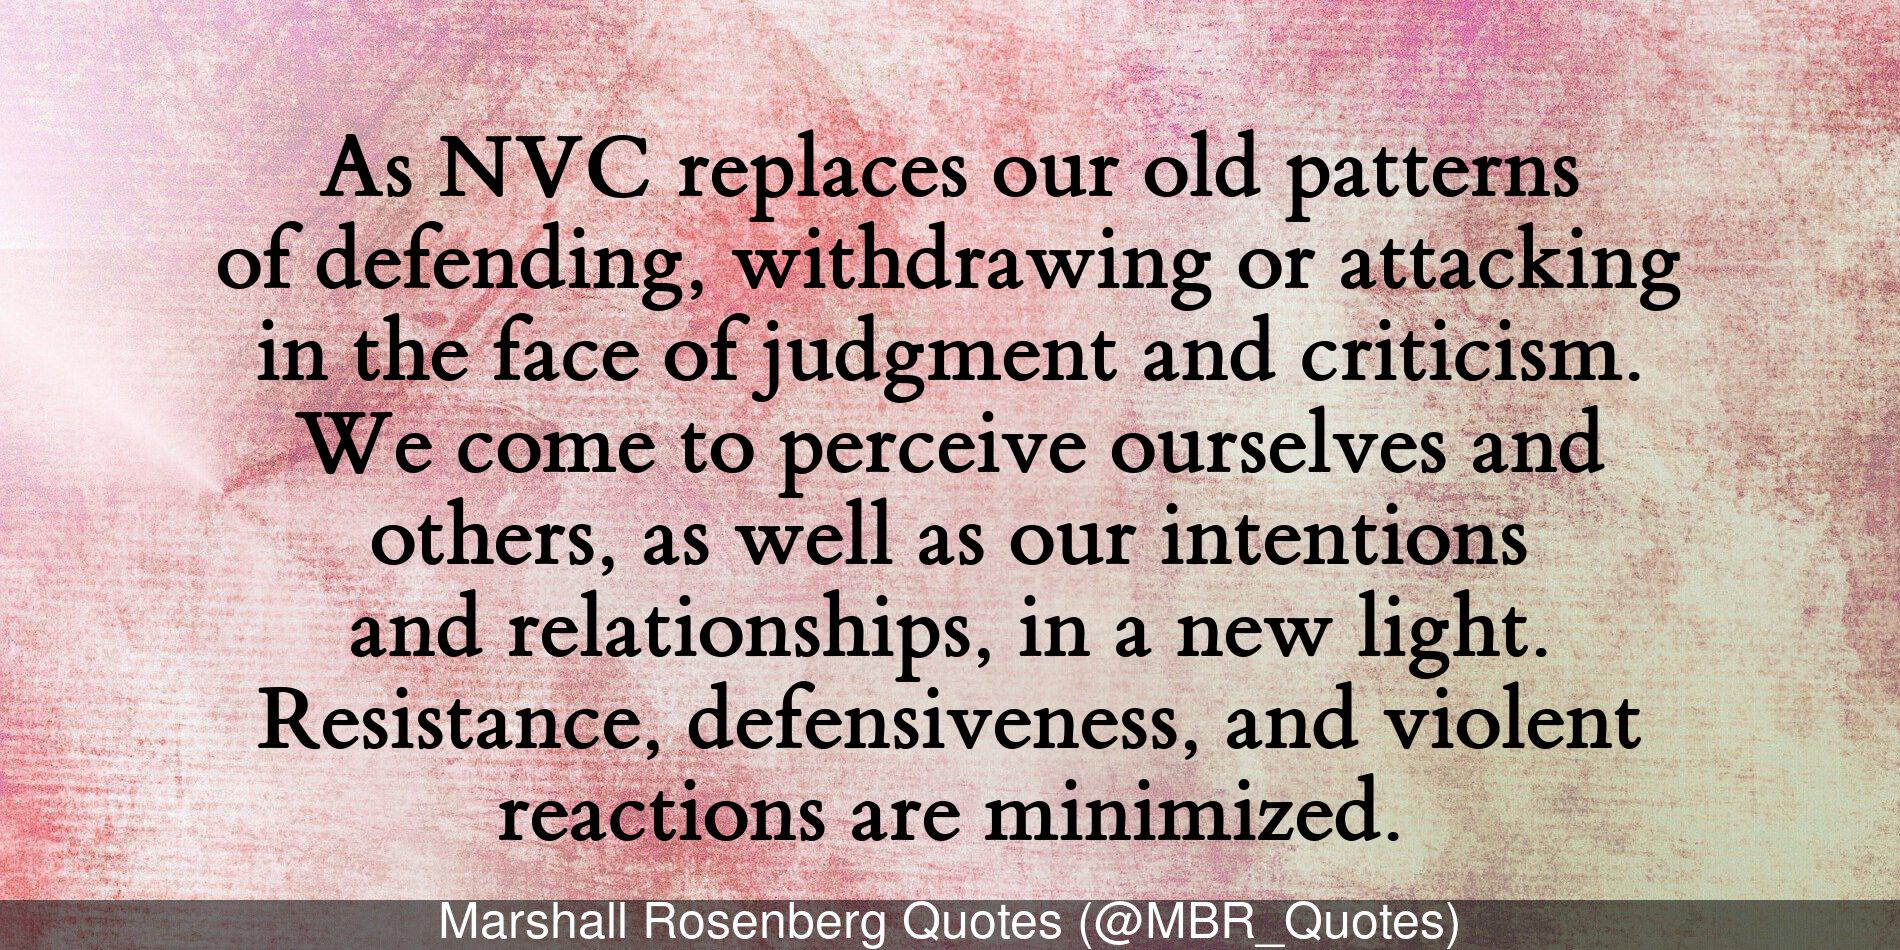 As NVC replaces our old patterns
of defending, withdrawing or attacking
in the face of judgment and criticism.
We come to perceive ourselves and
others, as well as our intentions
and relationships, in a new light.
Resistance, defensiveness, and violent
reactions are minimized.
Marshall Rosenberg Quotes (@MBR_Quotes)